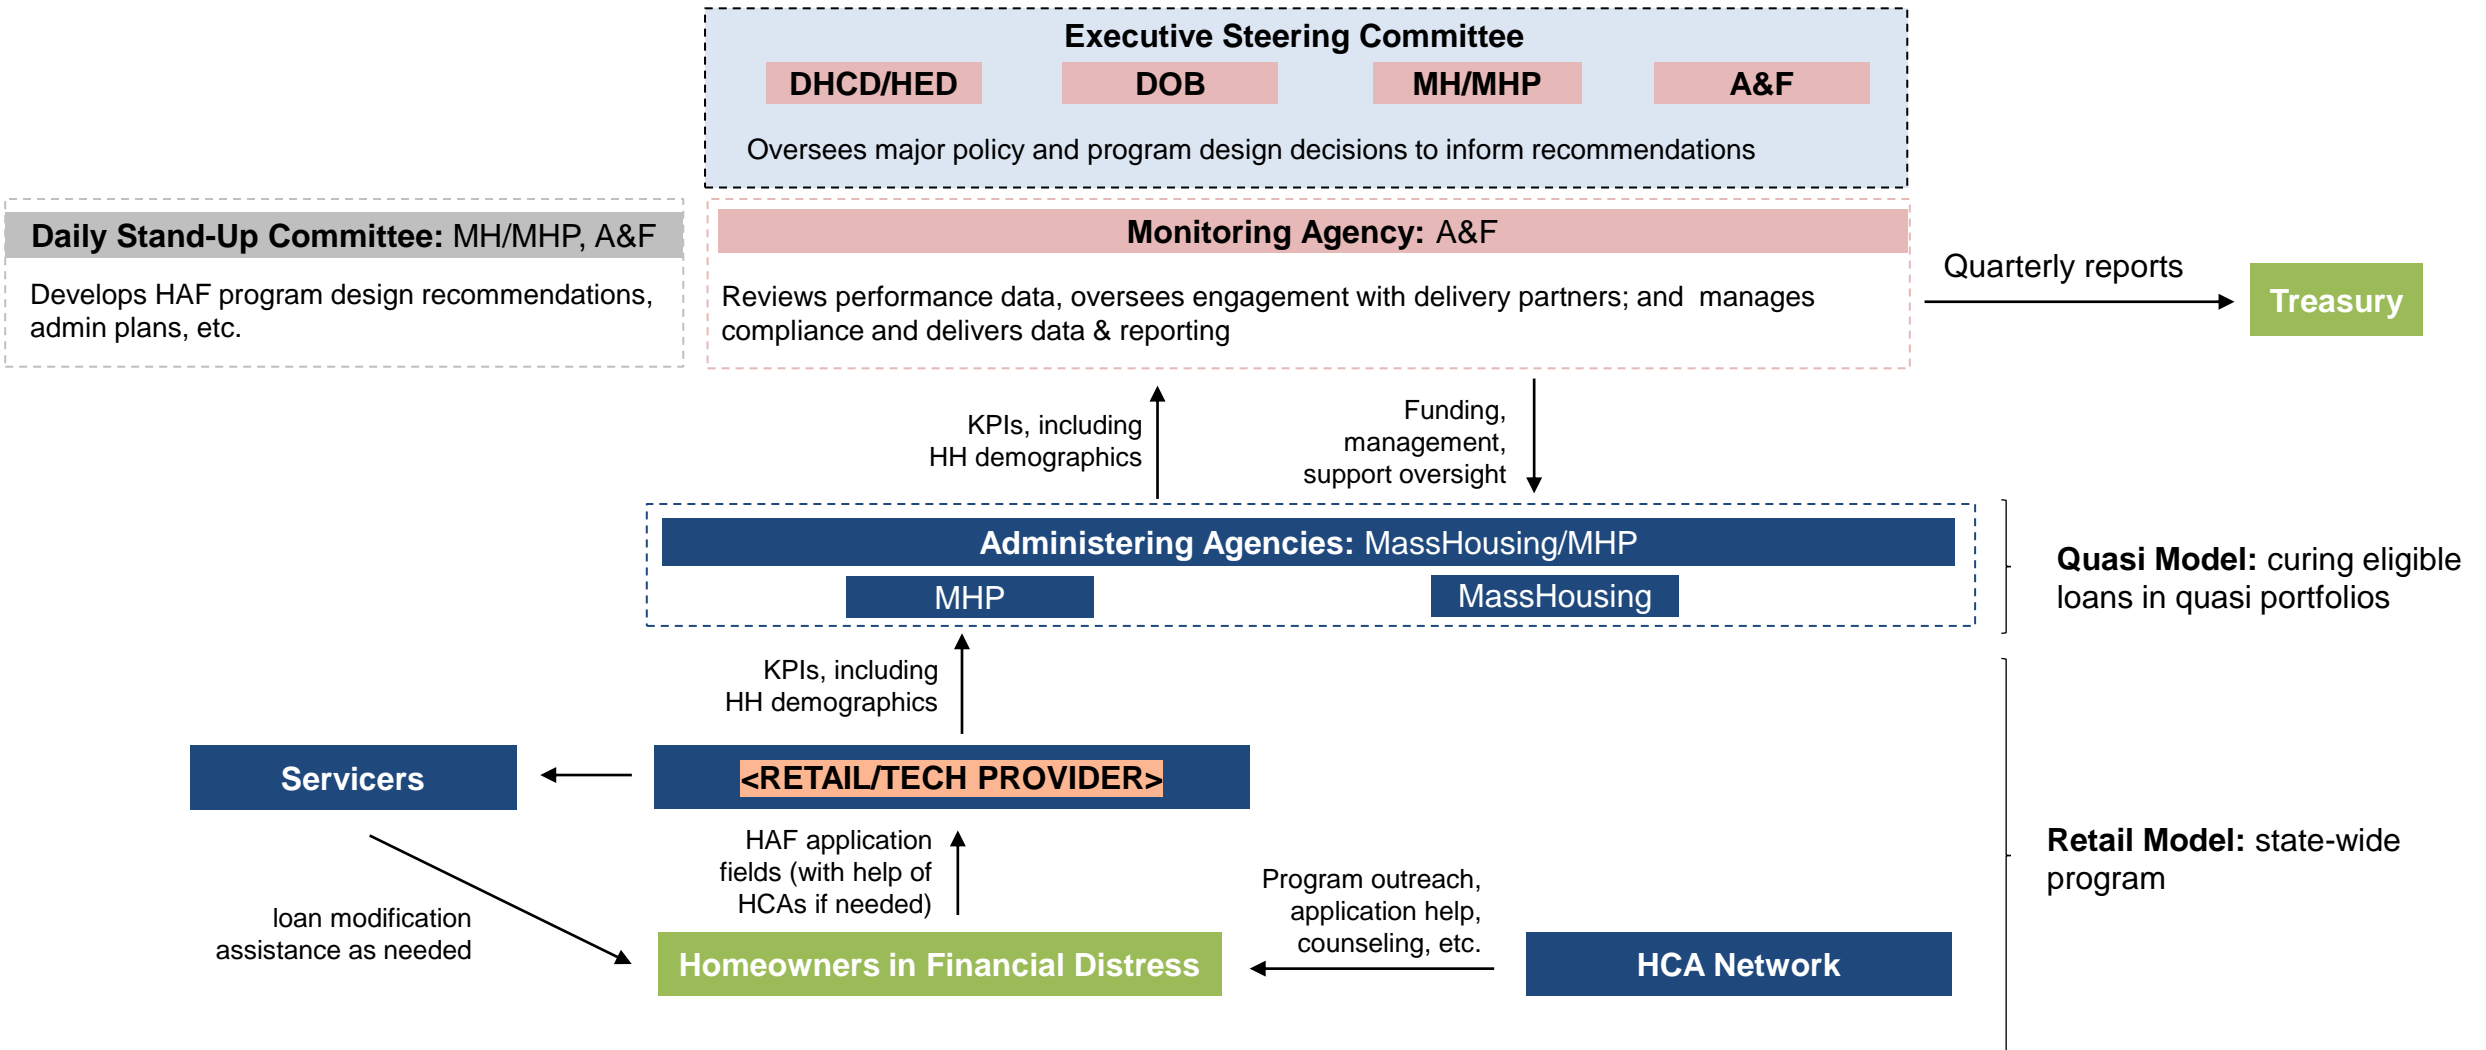 Executive Steering Committee
DHCD/HED
DOB
MH/MHP
A&F
Oversees major policy and program design decisions to inform recommendations
Daily Stand-Up Committee: MH/MHP, A&F
Develops HAF program design recommendations,
admin plans, etc.
Monitoring Agency: A&F
Reviews performance data, oversees engagement with delivery partners; and  manages
compliance and delivers data & reporting
Quarterly reports
Treasury
KPIs, including
HH demographics
Funding,
management,
support oversight
Administering Agencies: MassHousing/MHP
MHP
MassHousing
Quasi Model: curing eligible
loans in quasi portfolios
KPIs, including
HH demographics
Servicers
<RETAIL/TECH PROVIDER>
HAF application
fields (with help of
HCAs if needed)
loan modification
assistance as needed
Program outreach,
application help,
counseling, etc.
Homeowners in Financial Distress
HCA Network
Retail Model: state-wide
program